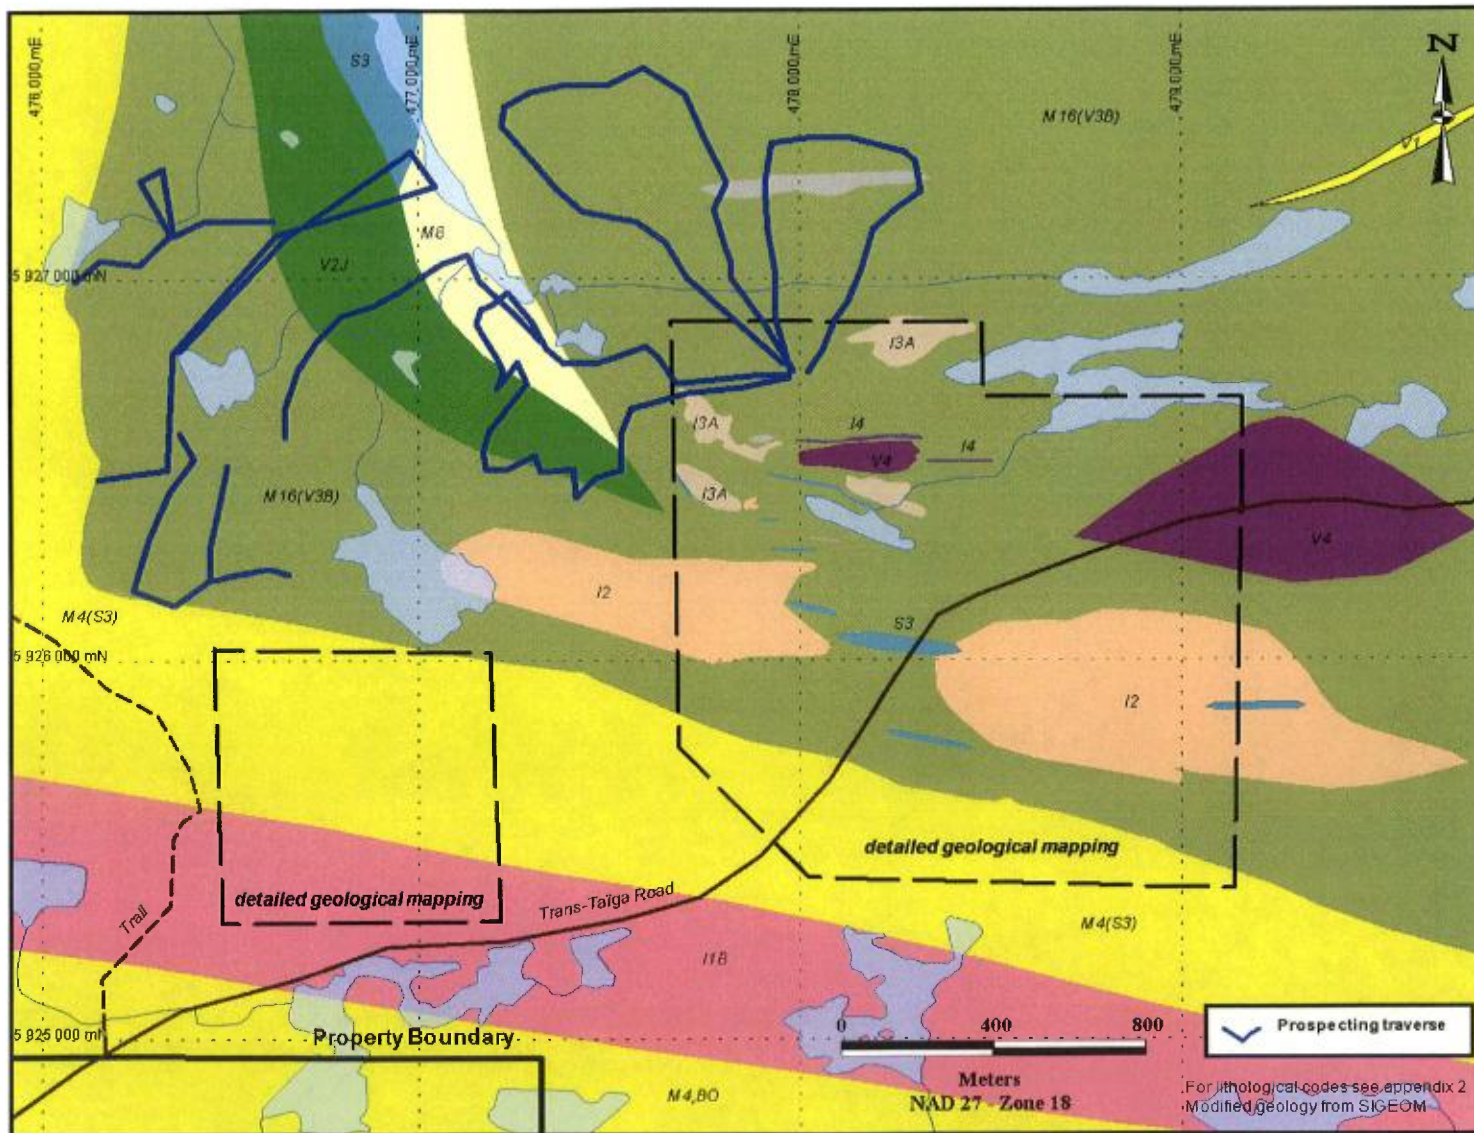 476,000 mE
S3
477,000 mE
478,000 mE
479,000 mE
N
M16(V3B)
V1
M8
V2J
5 927 000 mN
I3A
I3A
I4
I4
V4
I3A
M16(V3B)
V4
I2
M4(S3)
S3
5 926 000 mN
I2
detailed geological mapping
detailed geological mapping
Trans-Taïga Road
Trail
M4(S3)
I1B
5 925 000 mN
Property Boundary
0 400 800
Prospecting traverse
Meters
NAD 27 - Zone 18
For lithological codes see appendix 2
Modified geology from SIGEOM
M4,BO